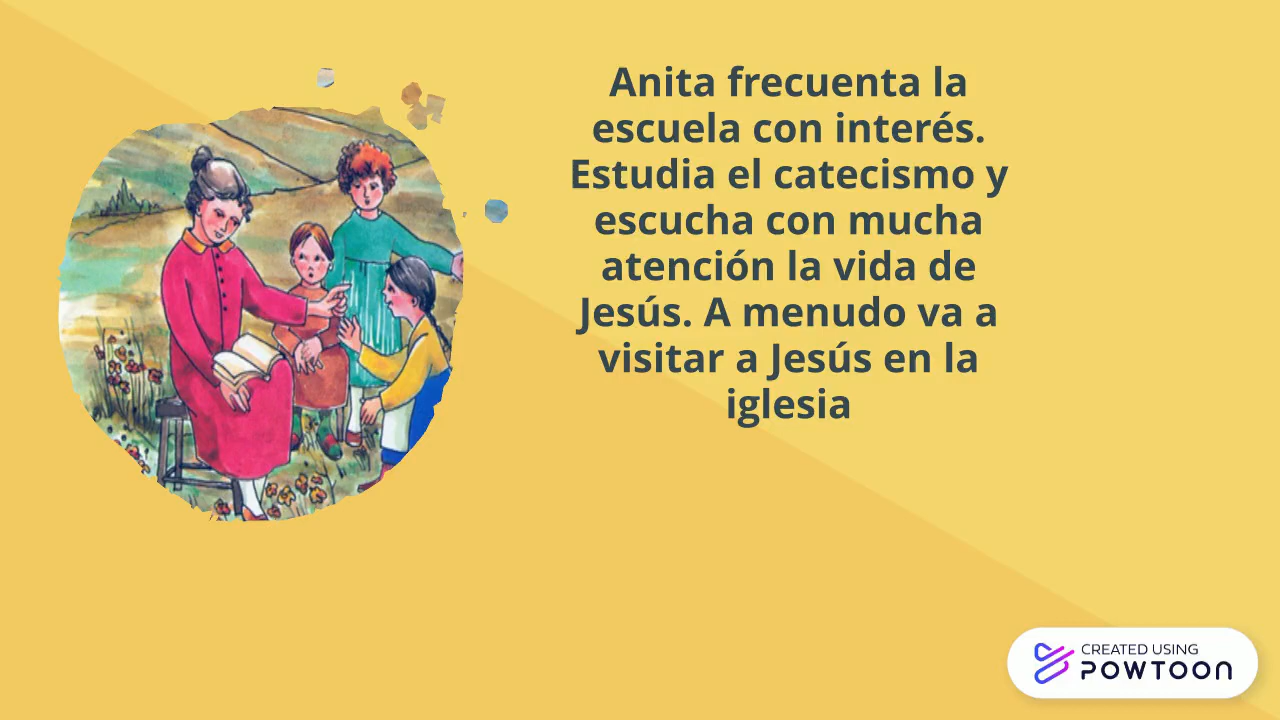 Anita frecuenta la
escuela con interés.
Estudia el catecismo y
escucha con mucha
atención la vida de
Jesús. A menudo va a
visitar a Jesús en la
iglesia
CREATED USING
POWTOON